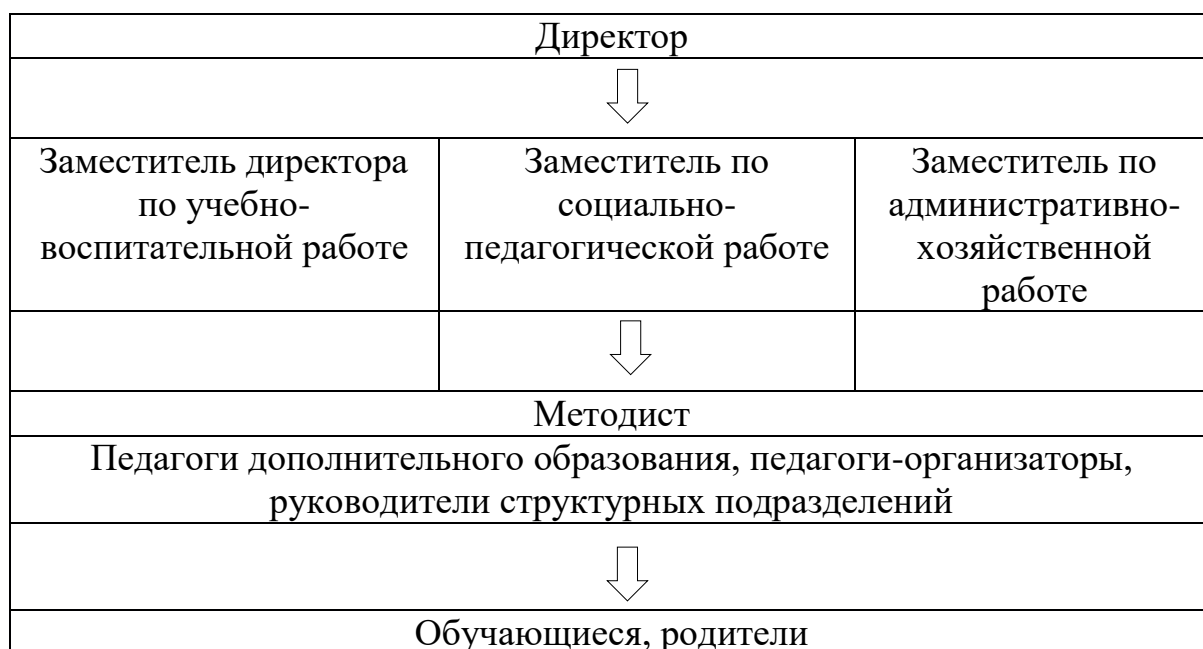 Директор
Заместитель директора
по учебно-
воспитательной работе
Заместитель по
социально-
педагогической работе
Заместитель по
административно-
хозяйственной
работе
Методист
Педагоги дополнительного образования, педагоги-организаторы,
руководители структурных подразделений
Обучающиеся, родители